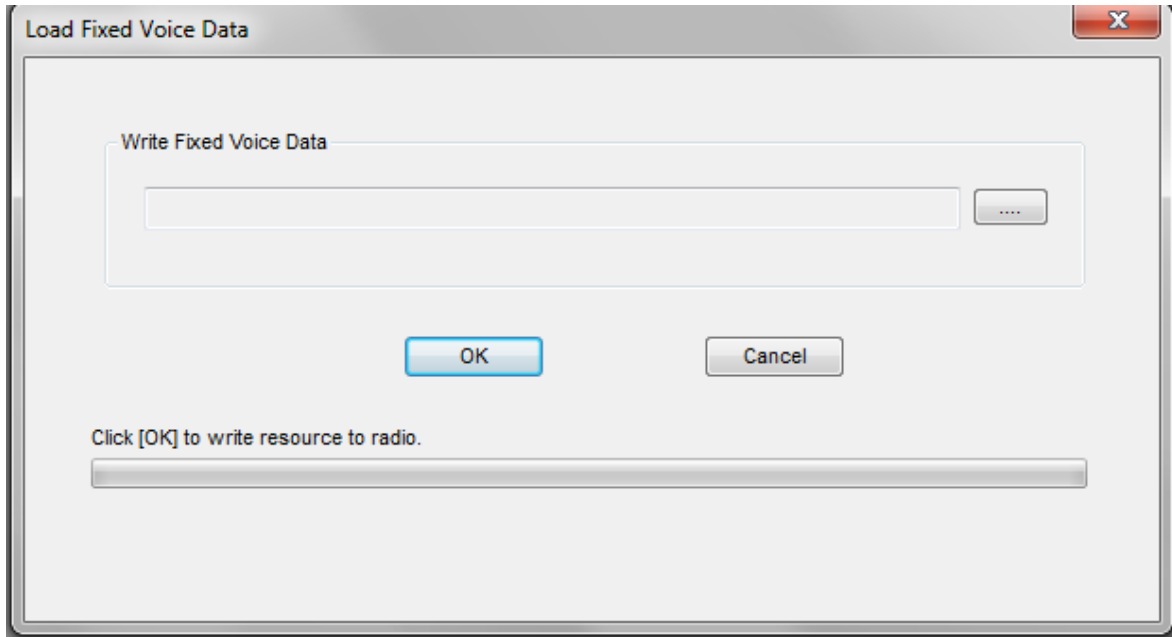 Load Fixed Voice Data
X
Write Fixed Voice Data
....
OK
Cancel
Click [OK] to write resource to radio.